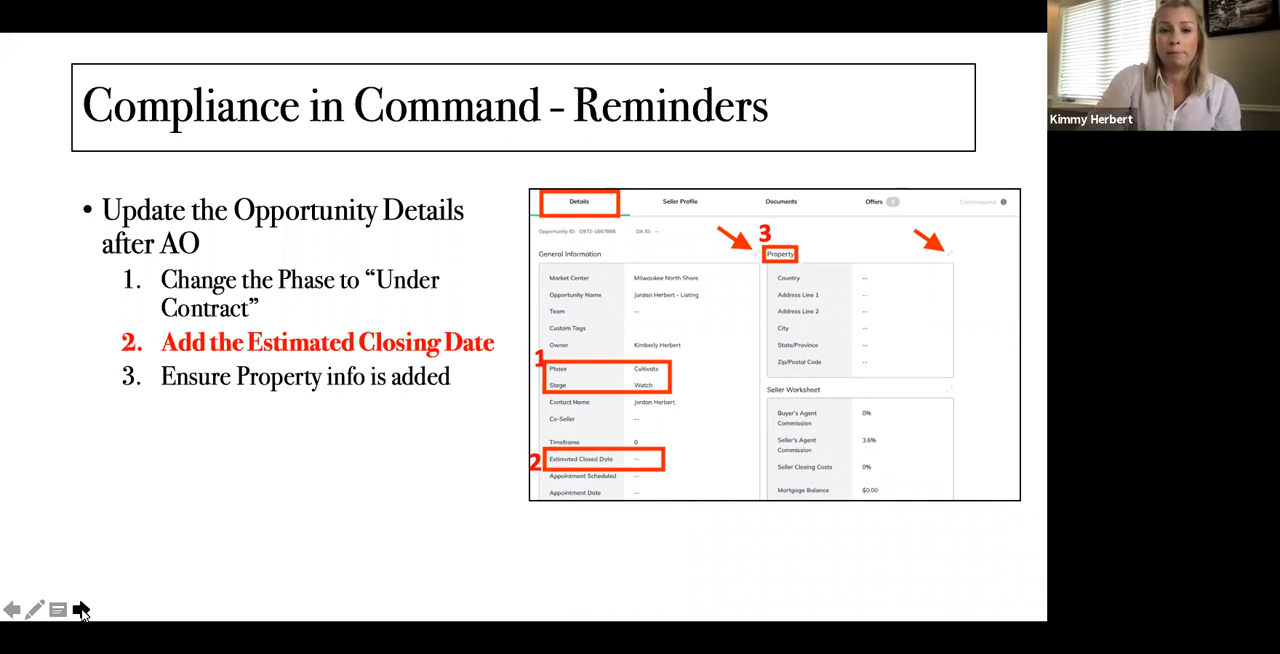 Compliance in Command - Reminders
Kimmy Herbert
• Update the Opportunity Details
after AO
1. Change the Phase to “Under
Contract”
2. Add the Estimated Closing Date
3. Ensure Property info is added
Details Seller Profile Documents Offers Commissions
Opportunity ID: DA ID: --
3
General Information Property
Market Center Milwaukee North Shore
Opportunity Name Jordan Herbert - Listing
Team --
Custom Tags
Owner Kimberly Herbert
1
Phase Cultivate
Stage Watch
Contact Name Jordan Herbert
Co-Seller --
Timeframe 0
2
Estimated Closed Date --
Appointment Scheduled --
Appointment Date --
Country --
Address Line 1 --
Address Line 2 --
City --
State/Province --
Zip/Postal Code --
Seller Worksheet
Buyer's Agent 0%
Commission
Seller's Agent 3.6%
Commission
Seller Closing Costs 0%
Mortgage Balance $0.00